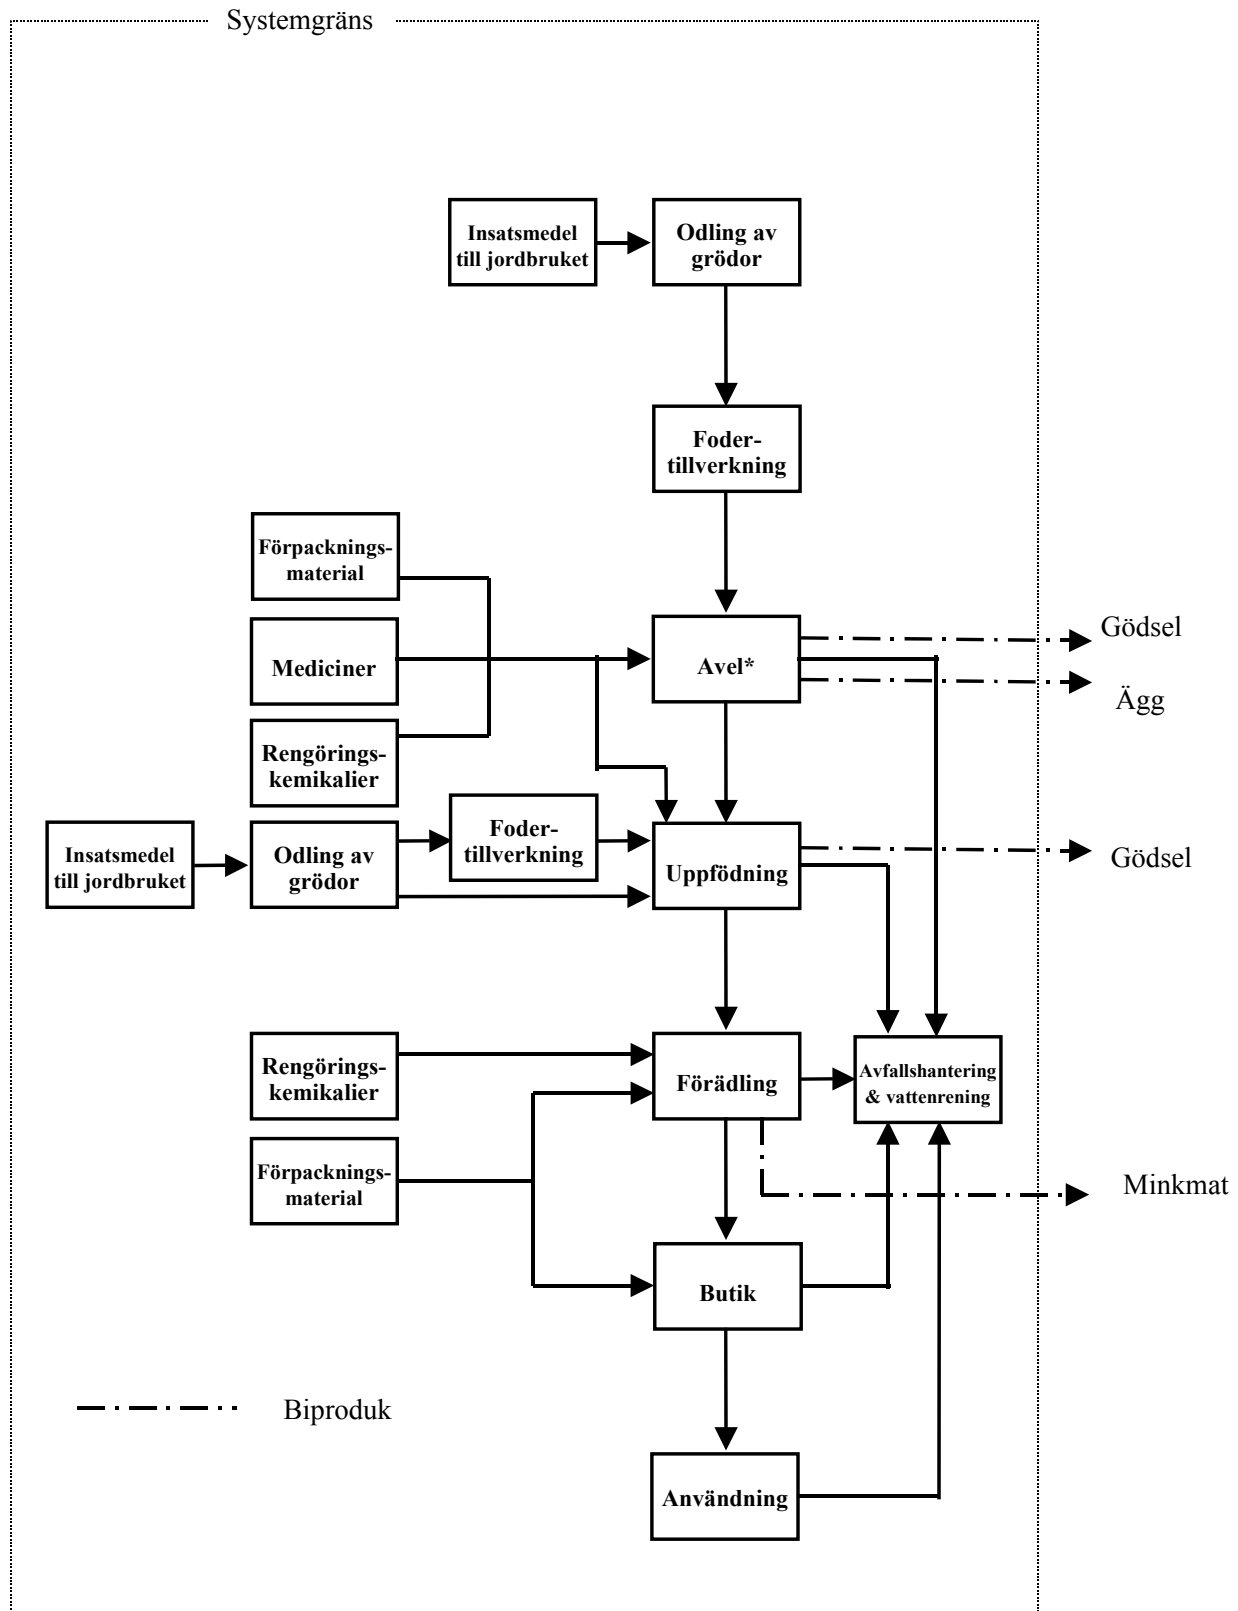 Systemgräns
Insatsmedel
till jordbruket
Odling av
grödor
Foder-
tillverkning
Förpacknings-
material
Mediciner
Rengörings-
kemikalier
Avel*
Gödsel
Ägg
Insatsmedel
till jordbruket
Odling av
grödor
Foder-
tillverkning
Uppfödning
Gödsel
Rengörings-
kemikalier
Förädling
Avfallshantering
& vattenrening
Förpacknings-
material
Minkmat
Butik
Biproduk
Användning